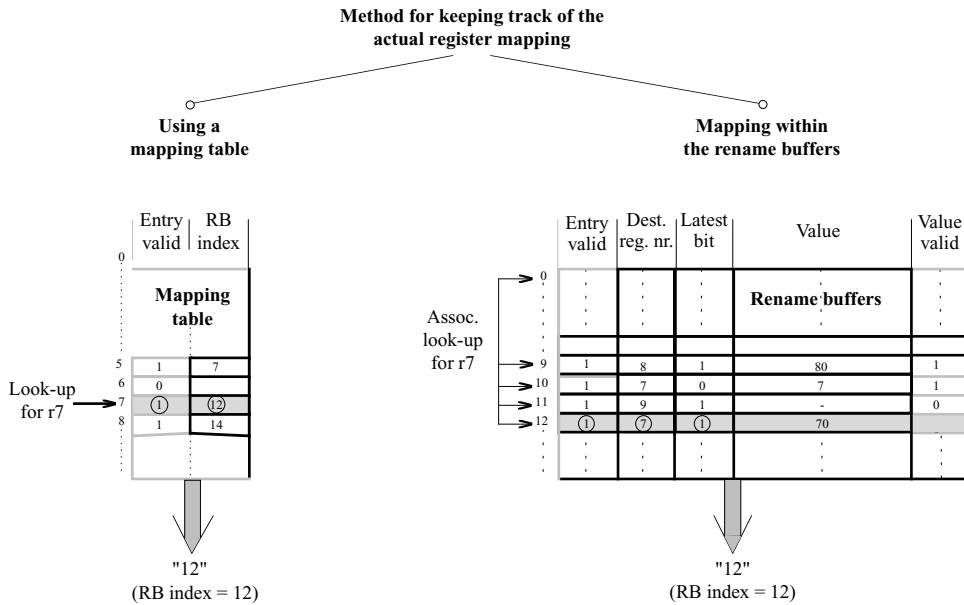 Method for keeping track of the
actual register mapping
Using a
mapping table
Mapping within
the rename buffers
Entry
valid
RB
index
0
Mapping
table
5 1 7
6 0
Look-up
for r7
7 1 12
8 1 14
"12"
(RB index = 12)
Entry
valid
Dest.
reg. nr.
Latest
bit
Value
Value
valid
0
Rename buffers
Assoc.
look-up
for r7
9 1 8 1 80 1
10 1 7 0 7 1
11 1 9 1 - 0
12 1 7 1 70
"12"
(RB index = 12)